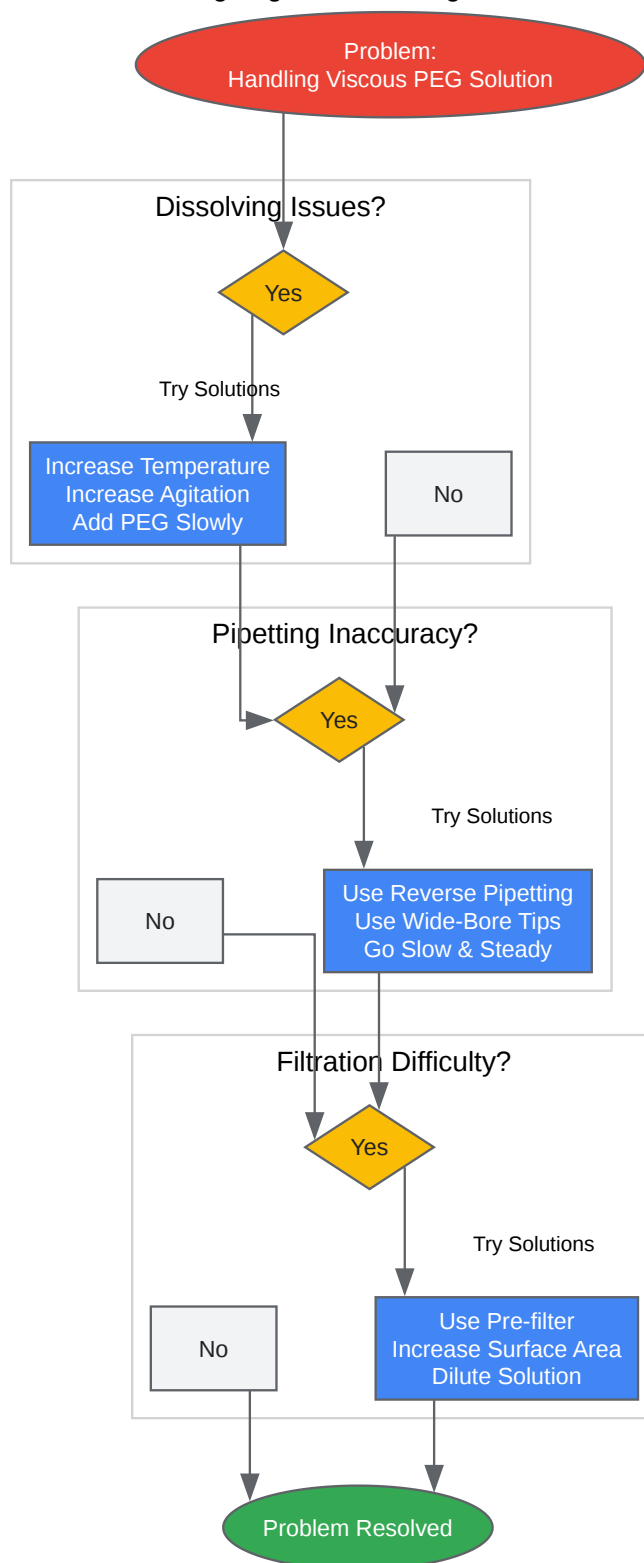 Problem:
Handling Viscous PEG Solution
Dissolving Issues?
Yes
Try Solutions
Increase Temperature
Increase Agitation
Add PEG Slowly
No
Pipetting Inaccuracy?
Yes
Try Solutions
No
Use Reverse Pipetting
Use Wide-Bore Tips
Go Slow & Steady
Filtration Difficulty?
Yes
Try Solutions
No
Use Pre-filter
Increase Surface Area
Dilute Solution
Problem Resolved